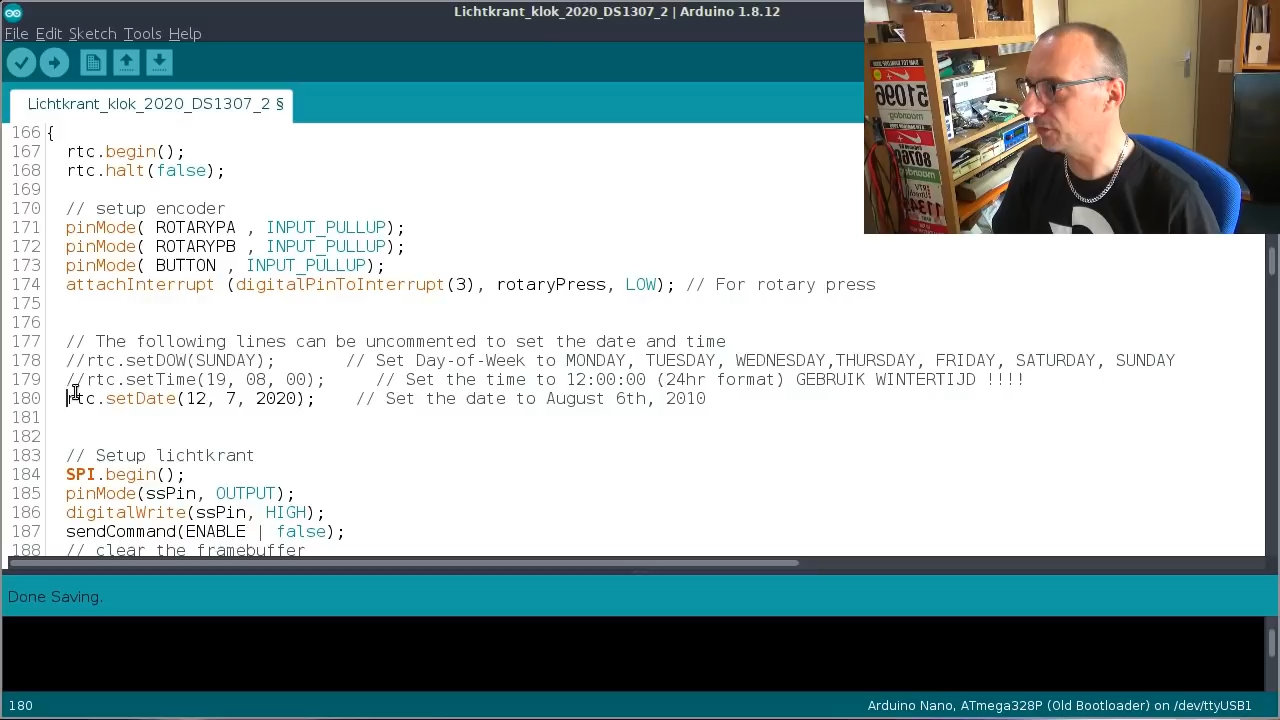 Lichtkrant_klok_2020_DS1307_2 | Arduino 1.8.12
File Edit Sketch Tools Help
Lichtkrant_klok_2020_DS1307_2 §
166 {
167 rtc.begin();
168 rtc.halt(false);
169
170 // setup encoder
171 pinMode( ROTARYPA , INPUT_PULLUP);
172 pinMode( ROTARYPB , INPUT_PULLUP);
173 pinMode( BUTTON , INPUT_PULLUP);
174 attachInterrupt (digitalPinToInterrupt(3), rotaryPress, LOW); // For rotary press
175
176
177 // The following lines can be uncommented to set the date and time
178 //rtc.setDOW(SUNDAY); // Set Day-of-Week to MONDAY, TUESDAY, WEDNESDAY,THURSDAY, FRIDAY, SATURDAY, SUNDAY
179 //rtc.setTime(19, 08, 00); // Set the time to 12:00:00 (24hr format) GEBRUIK WINTERTIJD !!!!
180 rtc.setDate(12, 7, 2020); // Set the date to August 6th, 2010
181
182
183 // Setup lichtkrant
184 SPI.begin();
185 pinMode(ssPin, OUTPUT);
186 digitalWrite(ssPin, HIGH);
187 sendCommand(ENABLE | false);
188 // clear the framebuffer
Done Saving.
180
Arduino Nano, ATmega328P (Old Bootloader) on /dev/ttyUSB1